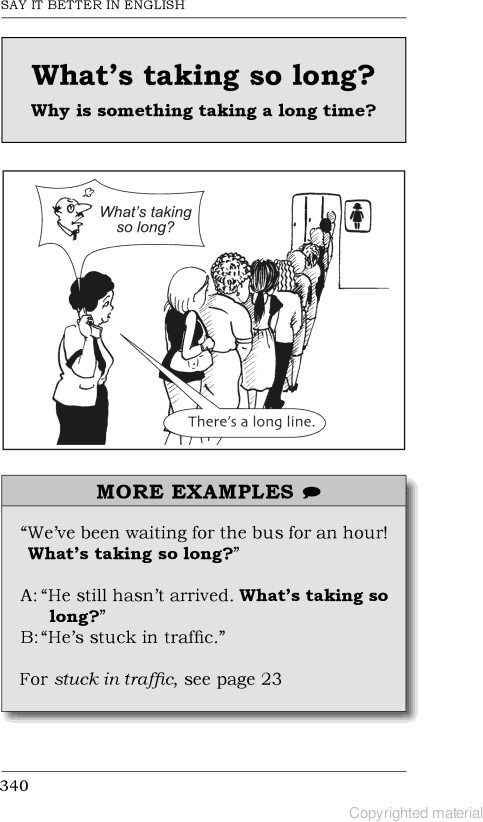 SAY IT BETTER IN ENGLISH
What's taking so long?
Why is something taking a long time?
What's taking
so long?
There's a long line.
MORE EXAMPLES
“We've been waiting for the bus for an hour!
What's taking so long?”
A: “He still hasn't arrived. What's taking so
long?”
B: “He's stuck in traffic.”
For stuck in traffic, see page 23
340
Copyrighted material